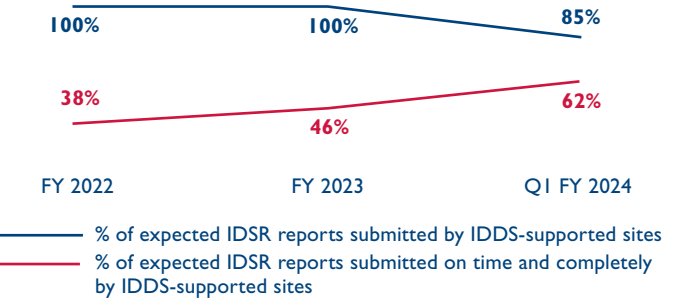 100%
100%
85%
38%
46%
62%
FY 2022
FY 2023
Q1 FY 2024
% of expected IDSR reports submitted by IDDS-supported sites
% of expected IDSR reports submitted on time and completely
by IDDS-supported sites